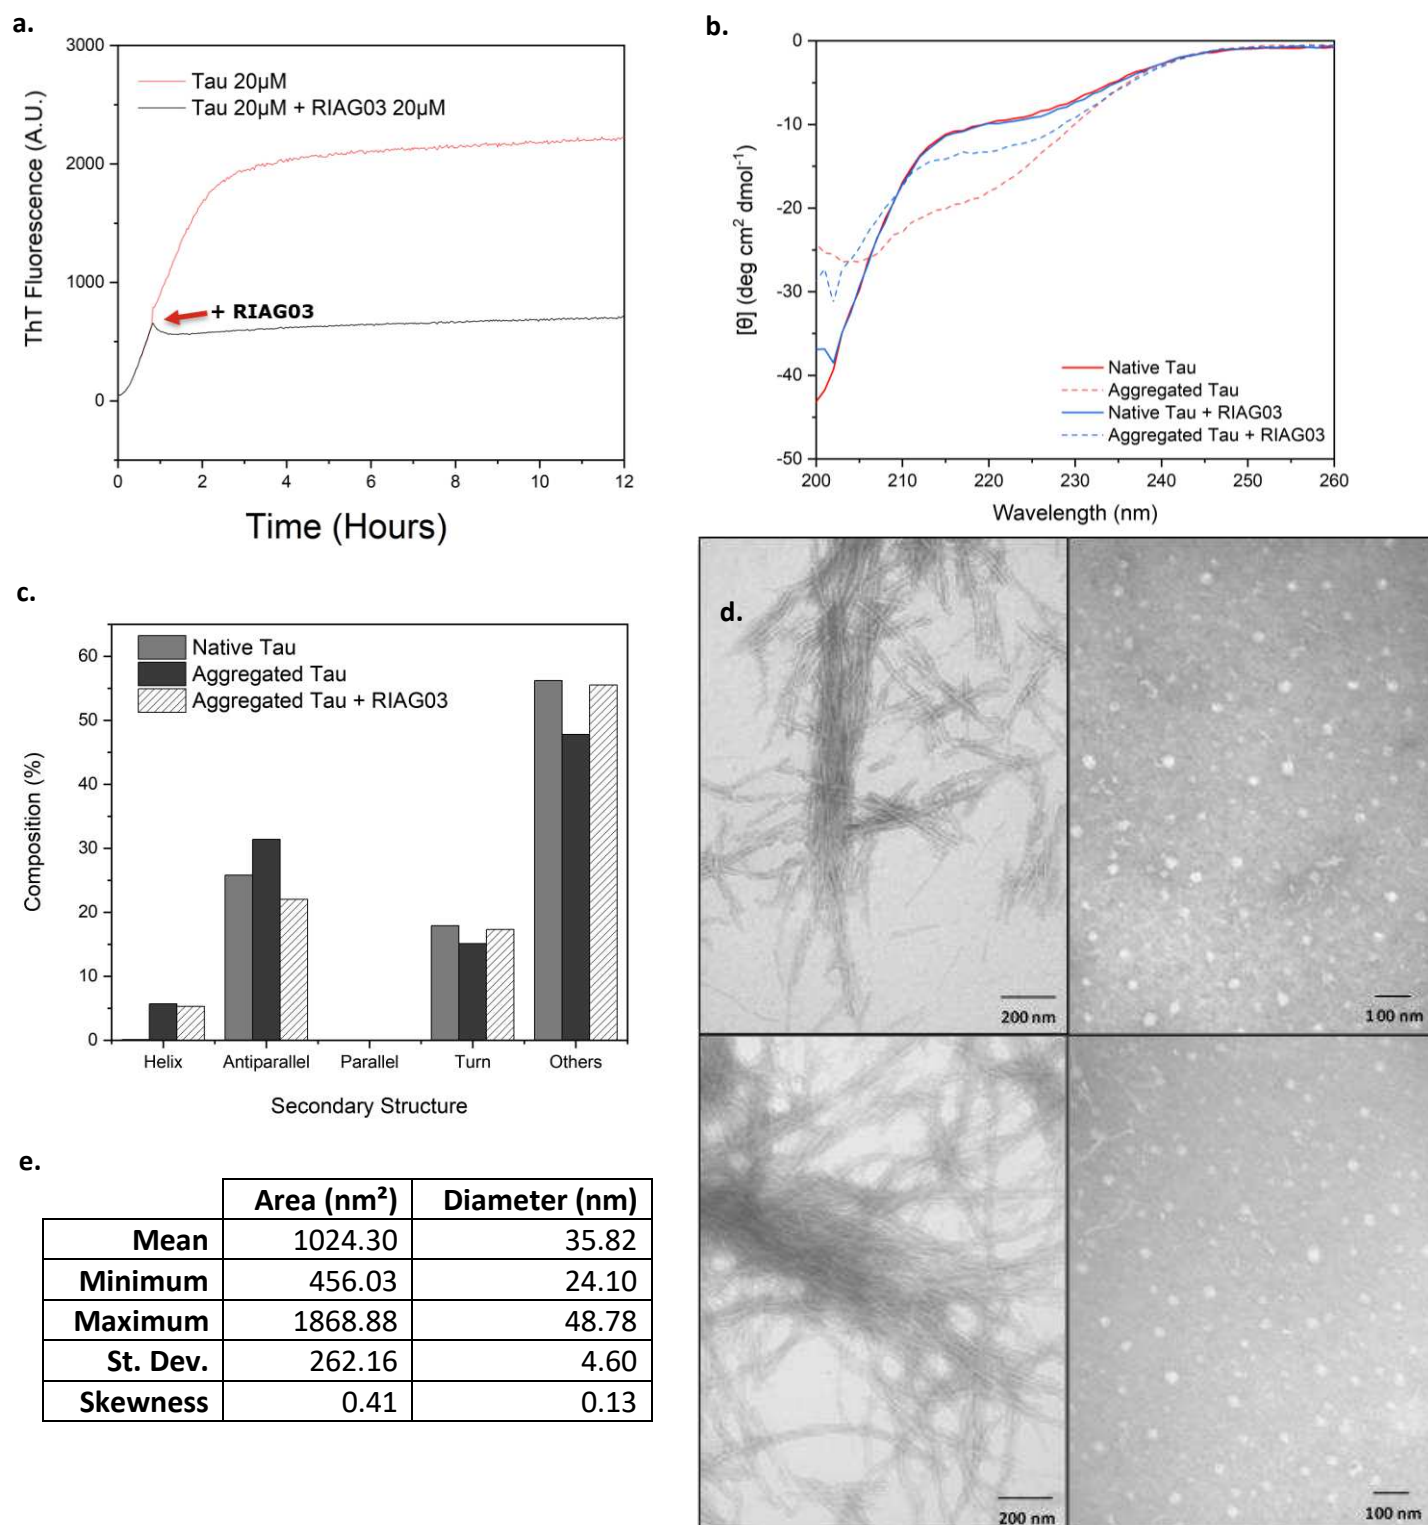 a.
3000
2000
1000
0
ThT Fluorescence (A.U.)
Tau 20µM
Tau 20µM + RIAG03 20µM
+ RIAG03
0 2 4 6 8 10 12
Time (Hours)
b.
0
-10
-20
-30
-40
-50
[θ] (deg cm² dmol⁻¹)
Native Tau
Aggregated Tau
Native Tau + RIAG03
Aggregated Tau + RIAG03
200 210 220 230 240 250 260
Wavelength (nm)
c.
60
50
40
30
20
10
0
Composition (%)
Native Tau
Aggregated Tau
Aggregated Tau + RIAG03
Helix Antiparallel Parallel Turn Others
Secondary Structure
d.
200 nm
100 nm
200 nm
100 nm
e.
Area (nm²) Diameter (nm)
Mean 1024.30 35.82
Minimum 456.03 24.10
Maximum 1868.88 48.78
St. Dev. 262.16 4.60
Skewness 0.41 0.13